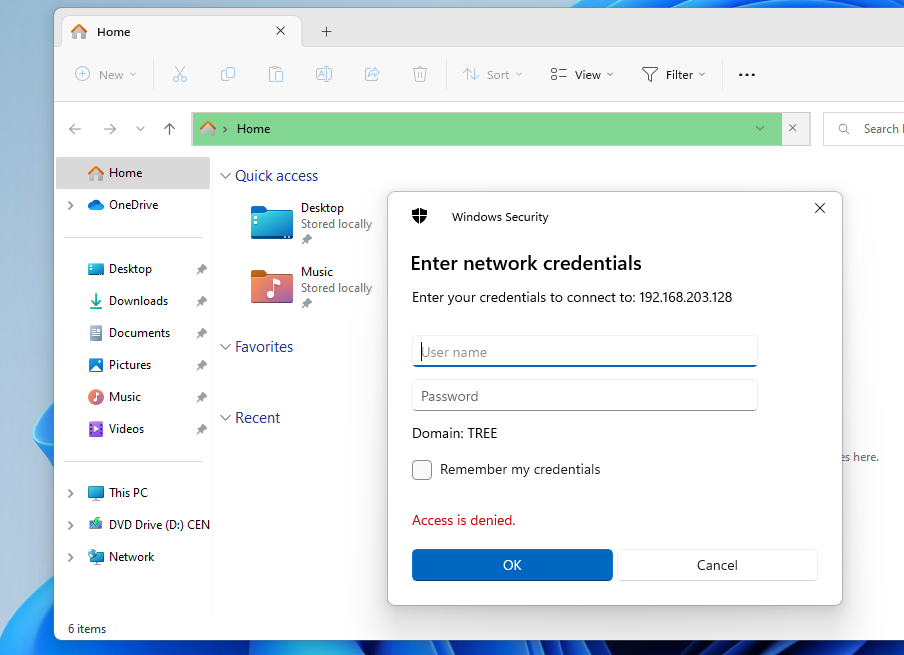 Home
New
Sort
View
Filter
Home
Search
Home
OneDrive
Desktop
Downloads
Documents
Pictures
Music
Videos
This PC
DVD Drive (D:) CEN
Network
6 items
Quick access
Desktop
Stored locally
Music
Stored locally
Favorites
Recent
es here.
Windows Security
Enter network credentials
Enter your credentials to connect to: 192.168.203.128
User name
Password
Domain: TREE
Remember my credentials
Access is denied.
OK
Cancel